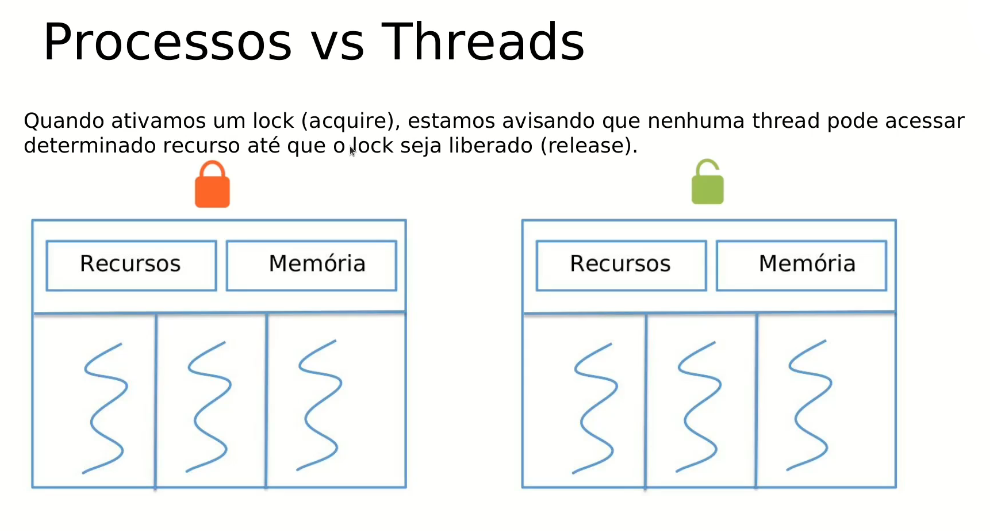 Processos vs Threads
Quando ativamos um lock (acquire), estamos avisando que nenhuma thread pode acessar
determinado recurso até que o lock seja liberado (release).
Recursos
Memória
Recursos
Memória